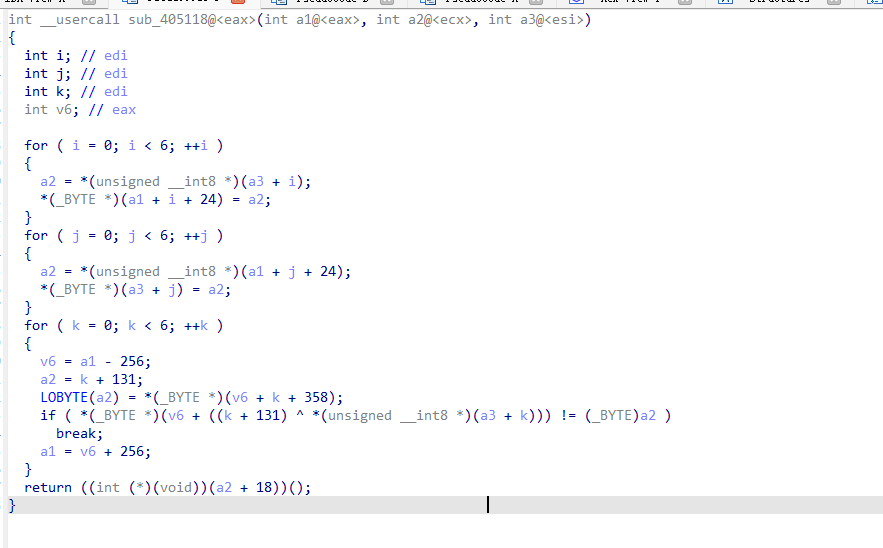 int __usercall sub_405118@<eax>(int a1@<eax>, int a2@<ecx>, int a3@<esi>)
{
  int i; // edi
  int j; // edi
  int k; // edi
  int v6; // eax

  for ( i = 0; i < 6; ++i )
  {
    a2 = *(unsigned __int8 *)(a3 + i);
    *(_BYTE *)(a1 + i + 24) = a2;
  }
  for ( j = 0; j < 6; ++j )
  {
    a2 = *(unsigned __int8 *)(a1 + j + 24);
    *(_BYTE *)(a3 + j) = a2;
  }
  for ( k = 0; k < 6; ++k )
  {
    v6 = a1 - 256;
    a2 = k + 131;
    LOBYTE(a2) = *(_BYTE *)(v6 + k + 358);
    if ( *(_BYTE *)(v6 + ((k + 131) ^ *(unsigned __int8 *)(a3 + k))) != (_BYTE)a2 )
      break;
    a1 = v6 + 256;
  }
  return ((int (*)(void))(a2 + 18))();
}